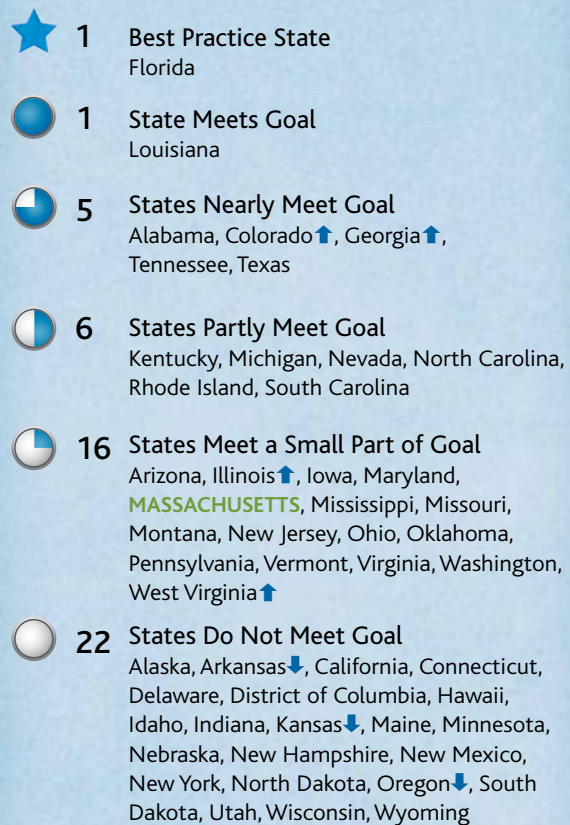 1 Best Practice State
Florida
1 State Meets Goal
Louisiana
5 States Nearly Meet Goal
Alabama, Colorado⬆, Georgia⬆,
Tennessee, Texas
6 States Partly Meet Goal
Kentucky, Michigan, Nevada, North Carolina,
Rhode Island, South Carolina
16 States Meet a Small Part of Goal
Arizona, Illinois⬆, Iowa, Maryland,
MASSACHUSETTS, Mississippi, Missouri,
Montana, New Jersey, Ohio, Oklahoma,
Pennsylvania, Vermont, Virginia, Washington,
West Virginia⬆
22 States Do Not Meet Goal
Alaska, Arkansas⬇, California, Connecticut,
Delaware, District of Columbia, Hawaii,
Idaho, Indiana, Kansas⬇, Maine, Minnesota,
Nebraska, New Hampshire, New Mexico,
New York, North Dakota, Oregon⬇, South
Dakota, Utah, Wisconsin, Wyoming